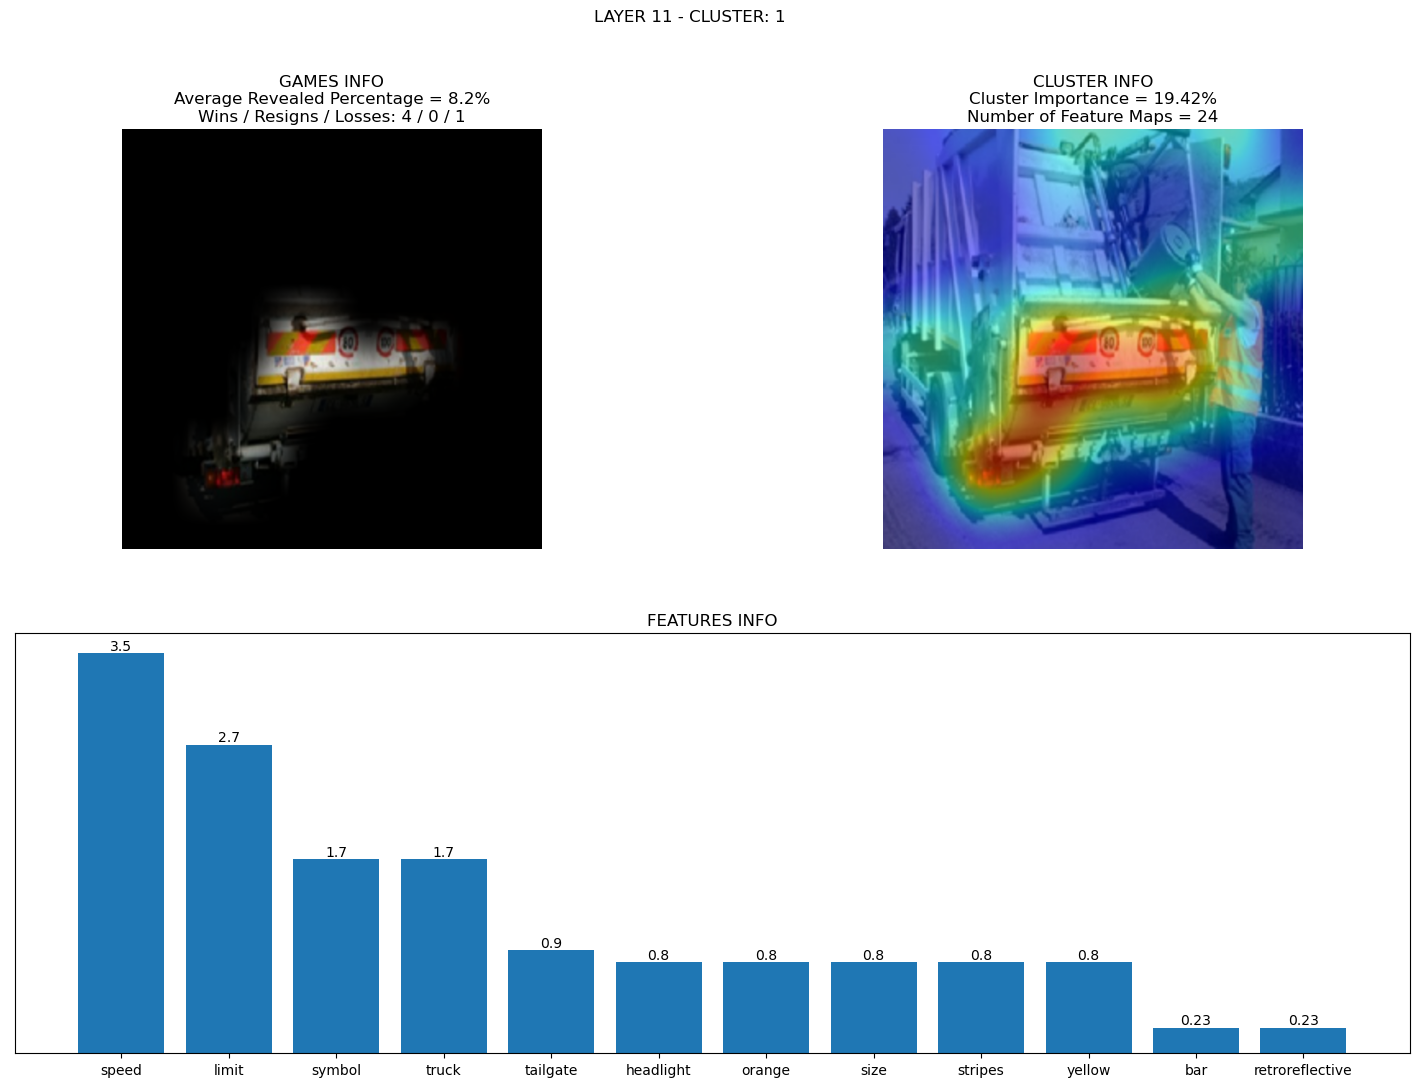 LAYER 11 - CLUSTER: 1
GAMES INFO
Average Revealed Percentage = 8.2%
Wins / Resigns / Losses: 4 / 0 / 1
CLUSTER INFO
Cluster Importance = 19.42%
Number of Feature Maps = 24
FEATURES INFO
3.5
2.7
1.7
1.7
0.9
0.8
0.8
0.8
0.8
0.8
0.23
0.23
speed
limit
symbol
truck
tailgate
headlight
orange
size
stripes
yellow
bar
retroreflective